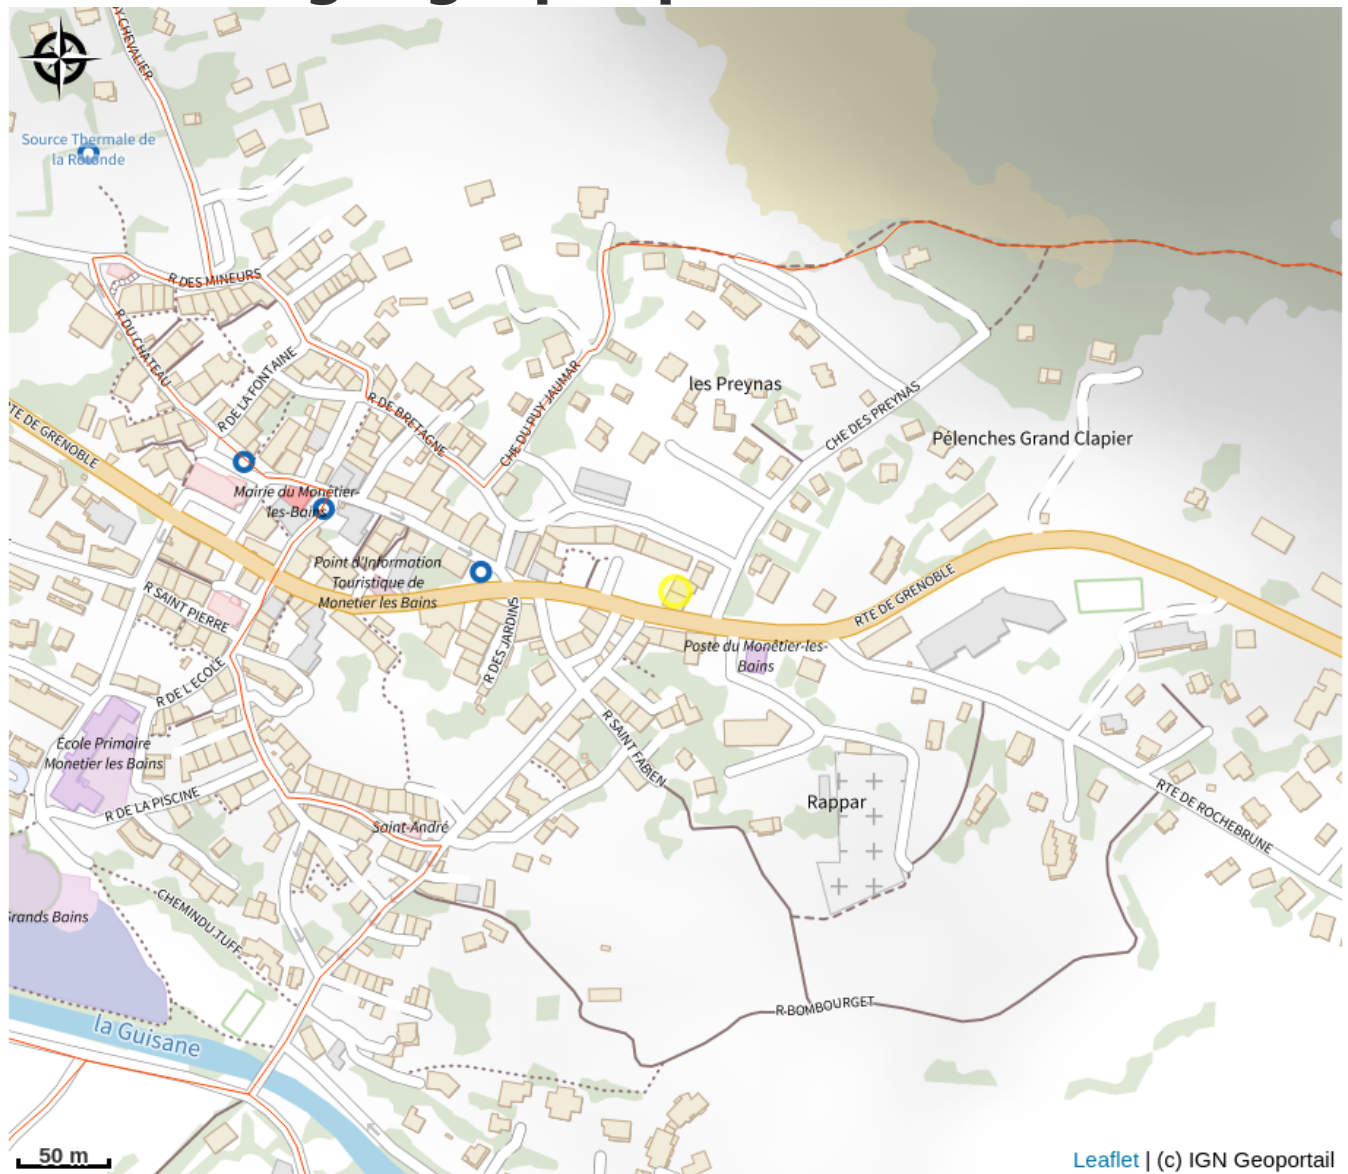 Y CHEVALIER
Source Thermale de
la Rotonde
R DES MINEURS
R DU CHATEAU
R DE LA FONTAINE
R DE BRETAGNE
CHE DU PUY JAUMAR
les Preynas
CHE DES PREYNAS
Pélenches Grand Clapier
RTE DE GRENOBLE
Mairie du Monêtier-
les-Bains
Point d'Information
Touristique de
Monetier les Bains
R SAINT PIERRE
R DE L'ECOLE
R DES JARDINS
RTE DE GRENOBLE
Poste du Monêtier-les-
Bains
R SAINT FABIEN
Ecole Primaire
Monetier les Bains
R DE LA PISCINE
Saint-André
Rappar
RTE DE ROCHEBRUNE
Grands Bains
CHEMIN DU TUFF
R BOMBOURGET
la Guisane
50 m
Leaflet | (c) IGN Geoportail